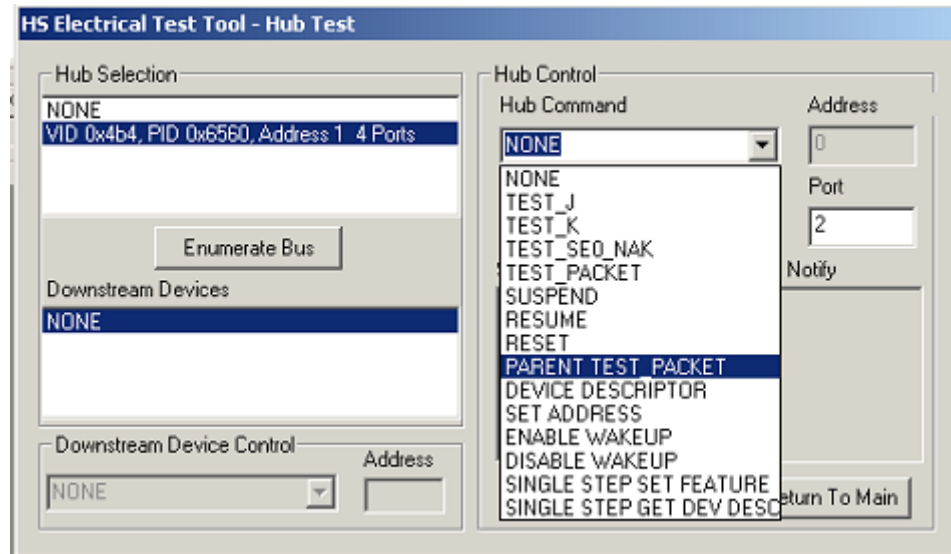 HS Electrical Test Tool - Hub Test
Hub Selection
NONE
VID 0x4b4, PID 0x6560, Address 1 4 Ports
Enumerate Bus
Downstream Devices
NONE
Downstream Device Control
Address
NONE
Hub Control
Hub Command
Address
NONE
0
Port
2
NONE
TEST_J
TEST_K
TEST_SE0_NAK
TEST_PACKET
SUSPEND
RESUME
RESET
PARENT TEST_PACKET
DEVICE DESCRIPTOR
SET ADDRESS
ENABLE WAKEUP
DISABLE WAKEUP
SINGLE STEP SET FEATURE
SINGLE STEP GET DEV DESC
Notify
eturn To Main